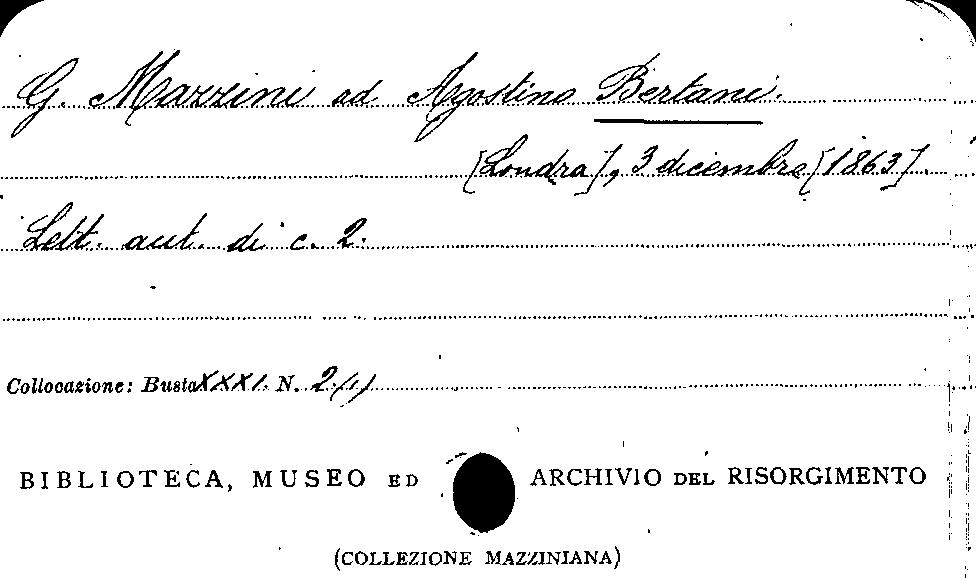 G. Mazzini ad Agostino Bertani.
[Londra], 3 dicembre [1863].
Lett. aut. di c. 2.
Collocazione: Busta XXXI. N. 2/1)
BIBLIOTECA, MUSEO ED ARCHIVIO DEL RISORGIMENTO
(COLLEZIONE MAZZINIANA)